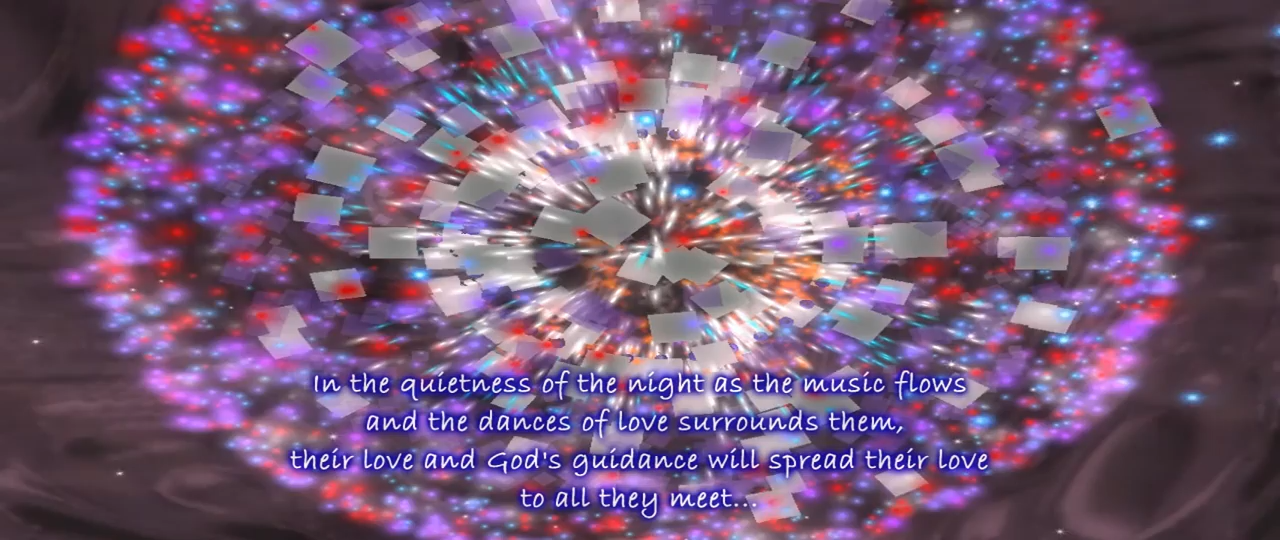 In the quietness of the night as the music flows
and the dances of love surrounds them,
their love and God's guidance will spread their love
to all they meet...